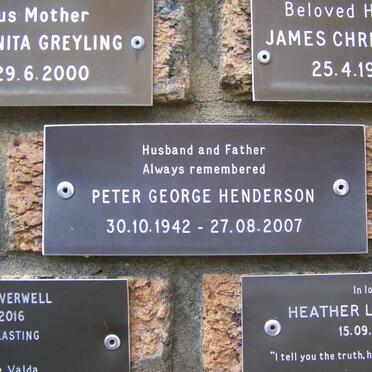 us Mother
NITA GREYLING
29.6.2000
Beloved H
JAMES CHRI
25.4.19
Husband and Father
Always remembered
PETER GEORGE HENDERSON
30.10.1942 - 27.08.2007
VERWELL
2016
LASTING
Valda
In lo
HEATHER L
15.09.
"I tell you the truth, h